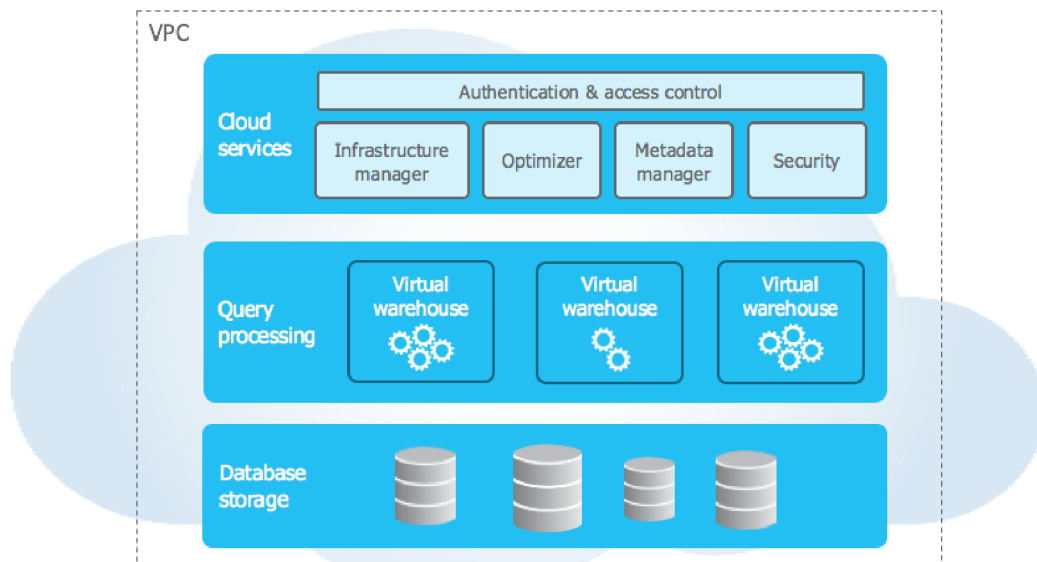 VPC
Cloud
services
Authentication & access control
Infrastructure
manager
Optimizer
Metadata
manager
Security
Query
processing
Virtual
warehouse
Virtual
warehouse
Virtual
warehouse
Database
storage